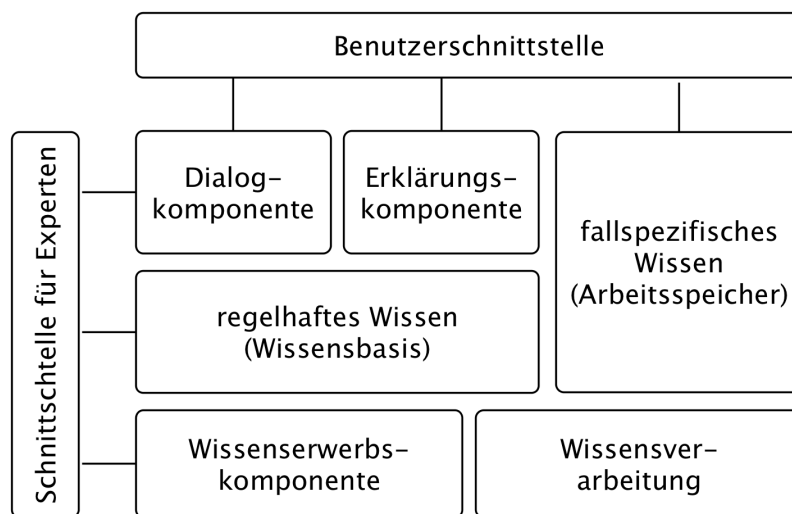 Benutzerschnittstelle
Schnittschtelle für Experten
Dialog-
komponente
Erklärungs-
komponente
fallspezifisches
Wissen
(Arbeitsspeicher)
regelhaftes Wissen
(Wissensbasis)
Wissenserwerbs-
komponente
Wissensver-
arbeitung